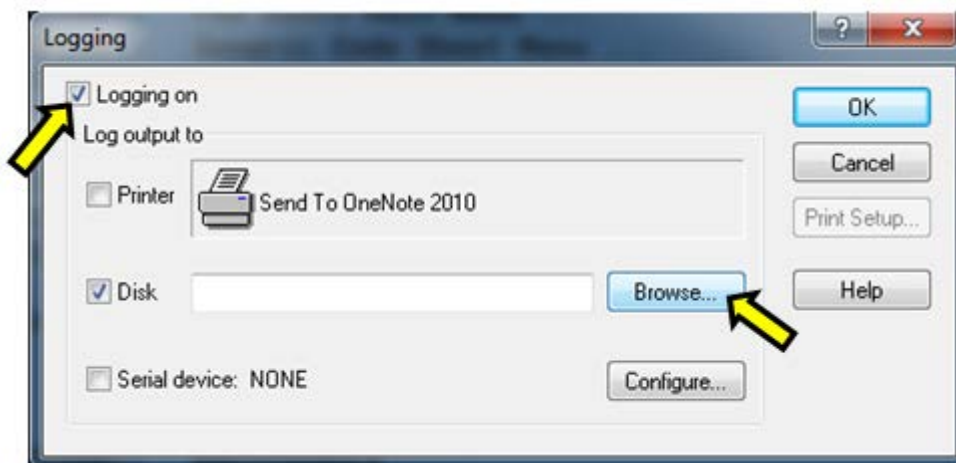 Logging
?
X
Logging on
OK
Log output to
Cancel
Printer
Send To OneNote 2010
Print Setup...
Disk
Browse...
Help
Serial device: NONE
Configure...